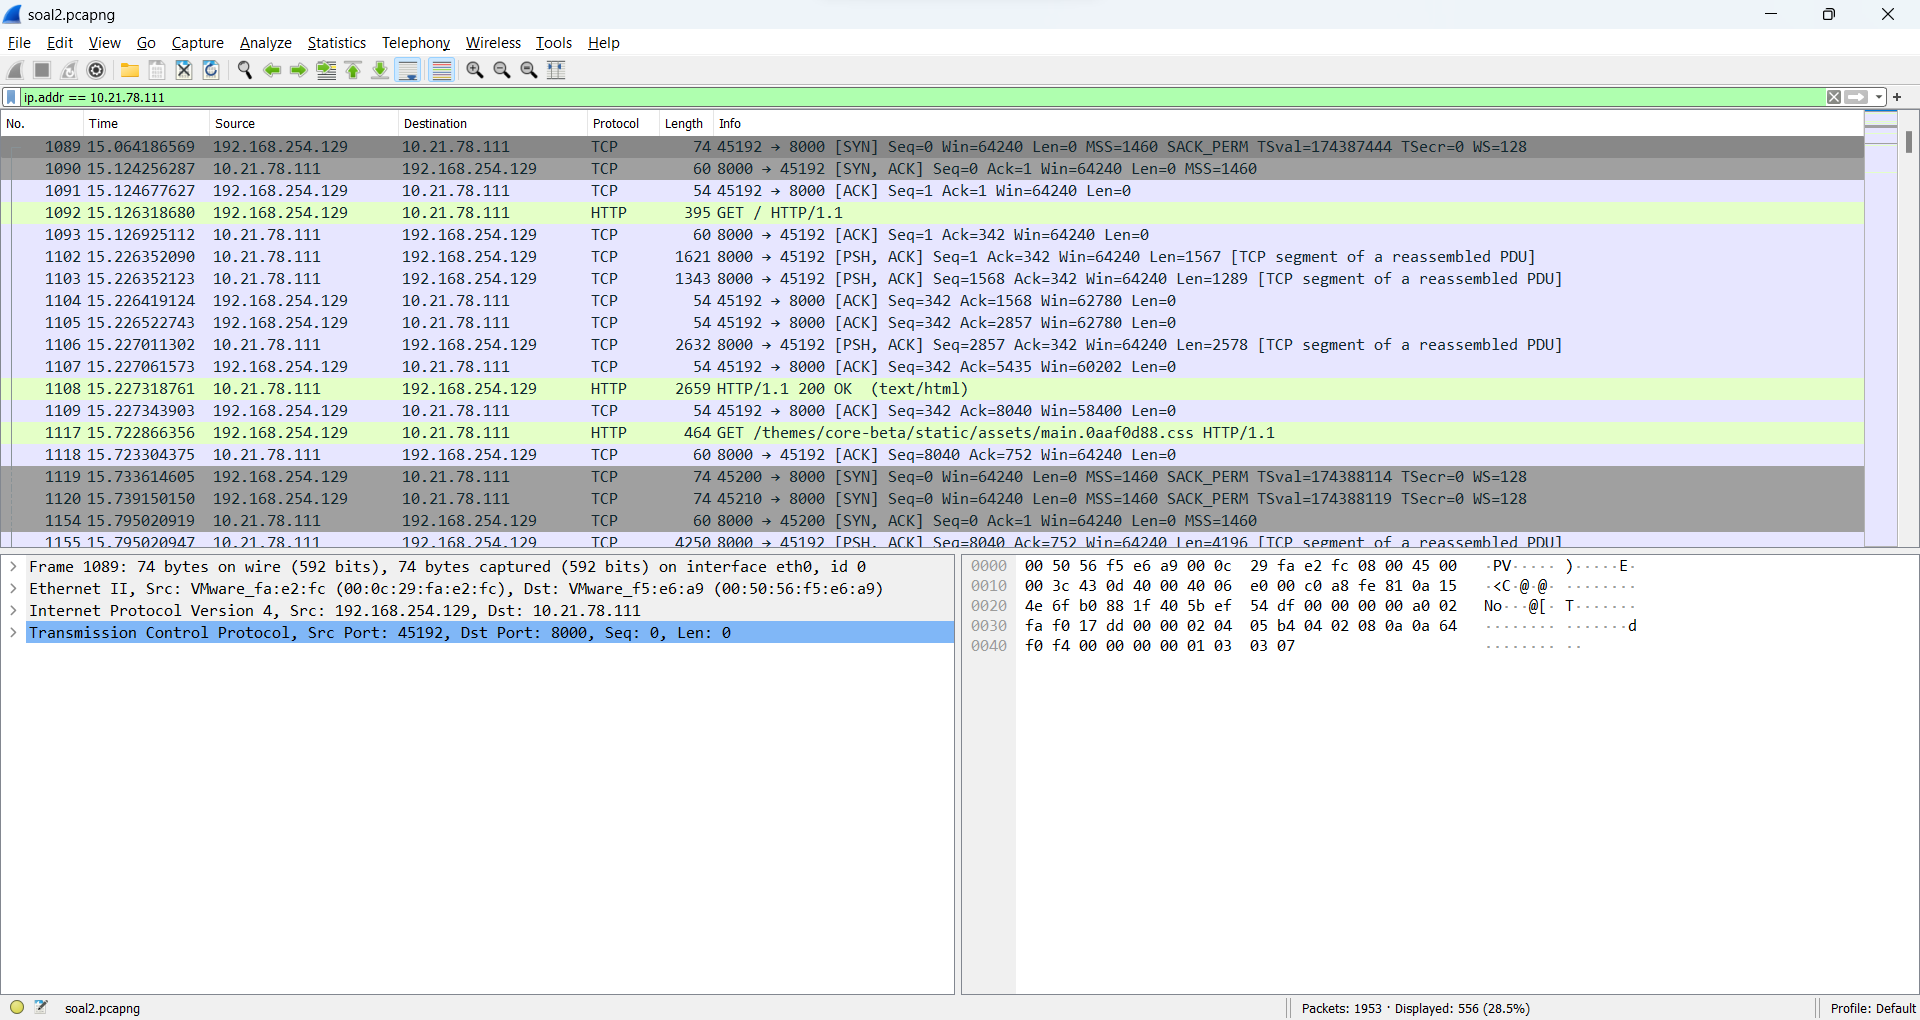 soal2.pcapng
File Edit View Go Capture Analyze Statistics Telephony Wireless Tools Help
ip.addr == 10.21.78.111
No. Time Source Destination Protocol Length Info
1089 15.064186569 192.168.254.129 10.21.78.111 TCP 74 45192 → 8000 [SYN] Seq=0 Win=64240 Len=0 MSS=1460 SACK_PERM TSval=174387444 TSecr=0 WS=128
1090 15.124256287 10.21.78.111 192.168.254.129 TCP 60 8000 → 45192 [SYN, ACK] Seq=0 Ack=1 Win=64240 Len=0 MSS=1460
1091 15.124677627 192.168.254.129 10.21.78.111 TCP 54 45192 → 8000 [ACK] Seq=1 Ack=1 Win=64240 Len=0
1092 15.126318680 192.168.254.129 10.21.78.111 HTTP 395 GET / HTTP/1.1
1093 15.126925112 10.21.78.111 192.168.254.129 TCP 60 8000 → 45192 [ACK] Seq=1 Ack=342 Win=64240 Len=0
1102 15.226352090 10.21.78.111 192.168.254.129 TCP 1621 8000 → 45192 [PSH, ACK] Seq=1 Ack=342 Win=64240 Len=1567 [TCP segment of a reassembled PDU]
1103 15.226352123 10.21.78.111 192.168.254.129 TCP 1343 8000 → 45192 [PSH, ACK] Seq=1568 Ack=342 Win=64240 Len=1289 [TCP segment of a reassembled PDU]
1104 15.226419124 192.168.254.129 10.21.78.111 TCP 54 45192 → 8000 [ACK] Seq=342 Ack=1568 Win=62780 Len=0
1105 15.226522743 192.168.254.129 10.21.78.111 TCP 54 45192 → 8000 [ACK] Seq=342 Ack=2857 Win=62780 Len=0
1106 15.227011302 10.21.78.111 192.168.254.129 TCP 2632 8000 → 45192 [PSH, ACK] Seq=2857 Ack=342 Win=64240 Len=2578 [TCP segment of a reassembled PDU]
1107 15.227061573 192.168.254.129 10.21.78.111 TCP 54 45192 → 8000 [ACK] Seq=342 Ack=5435 Win=60202 Len=0
1108 15.227318761 10.21.78.111 192.168.254.129 HTTP 2659 HTTP/1.1 200 OK (text/html)
1109 15.227343903 192.168.254.129 10.21.78.111 TCP 54 45192 → 8000 [ACK] Seq=342 Ack=8040 Win=58400 Len=0
1117 15.722866356 192.168.254.129 10.21.78.111 HTTP 464 GET /themes/core-beta/static/assets/main.0aaf0d88.css HTTP/1.1
1118 15.723304375 10.21.78.111 192.168.254.129 TCP 60 8000 → 45192 [ACK] Seq=8040 Ack=752 Win=64240 Len=0
1119 15.733614605 192.168.254.129 10.21.78.111 TCP 74 45200 → 8000 [SYN] Seq=0 Win=64240 Len=0 MSS=1460 SACK_PERM TSval=174388114 TSecr=0 WS=128
1120 15.739150150 192.168.254.129 10.21.78.111 TCP 74 45210 → 8000 [SYN] Seq=0 Win=64240 Len=0 MSS=1460 SACK_PERM TSval=174388119 TSecr=0 WS=128
1154 15.795020919 10.21.78.111 192.168.254.129 TCP 60 8000 → 45200 [SYN, ACK] Seq=0 Ack=1 Win=64240 Len=0 MSS=1460
1155 15.795020947 10.21.78.111 192.168.254.129 TCP 4250 8000 → 45192 [PSH, ACK] Seq=8040 Ack=752 Win=64240 Len=4196 [TCP segment of a reassembled PDU]
Frame 1089: 74 bytes on wire (592 bits), 74 bytes captured (592 bits) on interface eth0, id 0
Ethernet II, Src: VMware_fa:e2:fc (00:0c:29:fa:e2:fc), Dst: VMware_f5:e6:a9 (00:50:56:f5:e6:a9)
Internet Protocol Version 4, Src: 192.168.254.129, Dst: 10.21.78.111
Transmission Control Protocol, Src Port: 45192, Dst Port: 8000, Seq: 0, Len: 0
0000 00 50 56 f5 e6 a9 00 0c 29 fa e2 fc 08 00 45 00 ·PV····· )·····E·
0010 00 3c 43 0d 40 00 40 06 e0 00 c0 a8 fe 81 0a 15 ·<C·@·@· ········
0020 4e 6f b0 88 1f 40 5b ef 54 df 00 00 00 00 a0 02 No···@[· T·······
0030 fa f0 17 dd 00 00 02 04 05 b4 04 02 08 0a 0a 64 ········ ·······d
0040 f0 f4 00 00 00 00 01 03 03 07 ········ ··
soal2.pcapng
Packets: 1953 · Displayed: 556 (28.5%)
Profile: Default